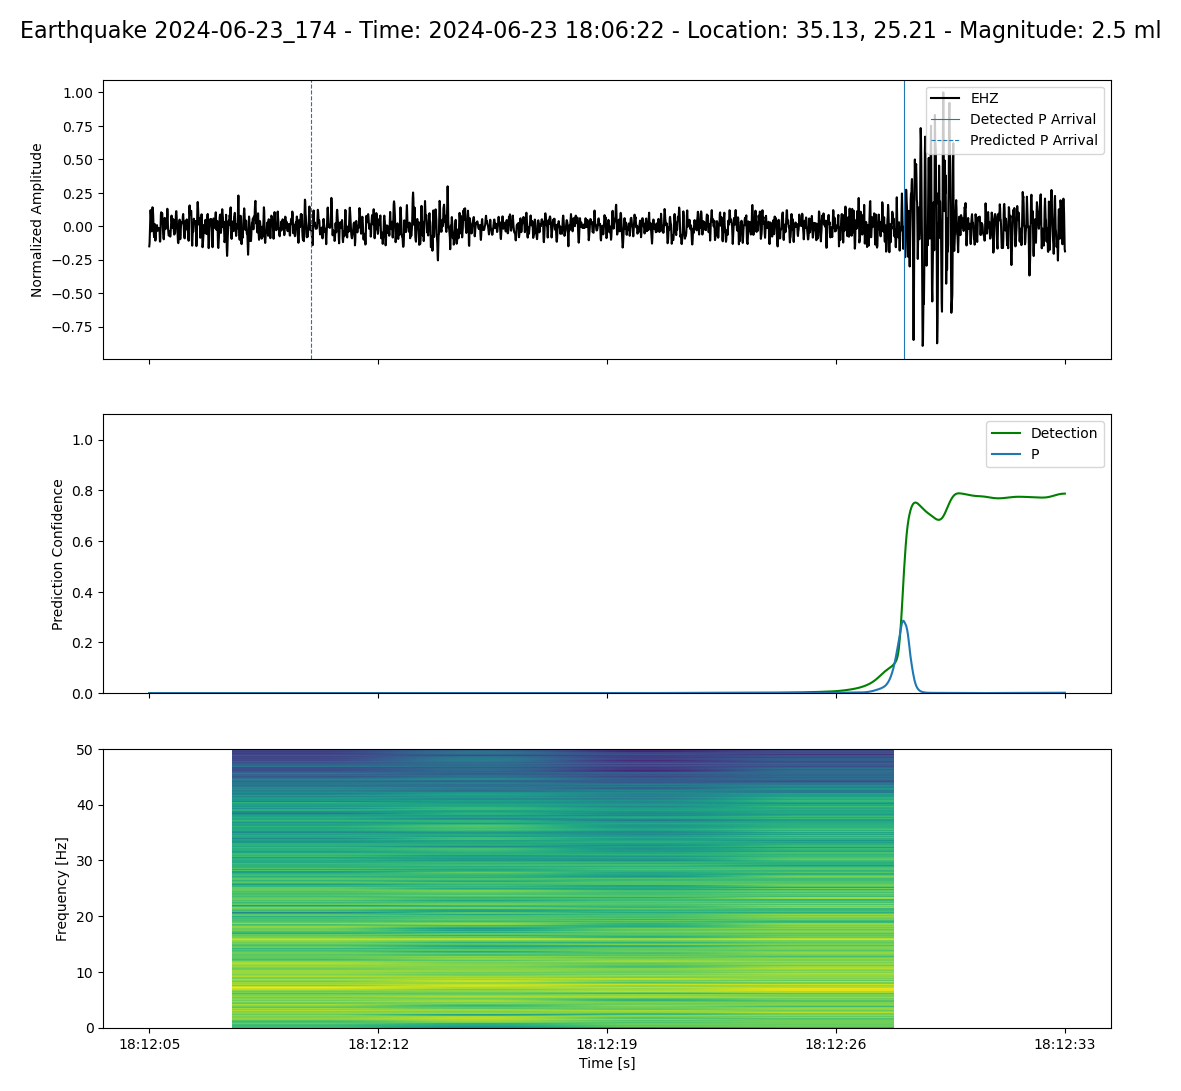 Earthquake 2024-06-23_174 - Time: 2024-06-23 18:06:22 - Location: 35.13, 25.21 - Magnitude: 2.5 ml
Normalized Amplitude
1.00
0.75
0.50
0.25
0.00
−0.25
−0.50
−0.75
EHZ
Detected P Arrival
Predicted P Arrival
Prediction Confidence
1.0
0.8
0.6
0.4
0.2
0.0
Detection
P
Frequency [Hz]
50
40
30
20
10
0
18:12:05 18:12:12 18:12:19 18:12:26 18:12:33
Time [s]